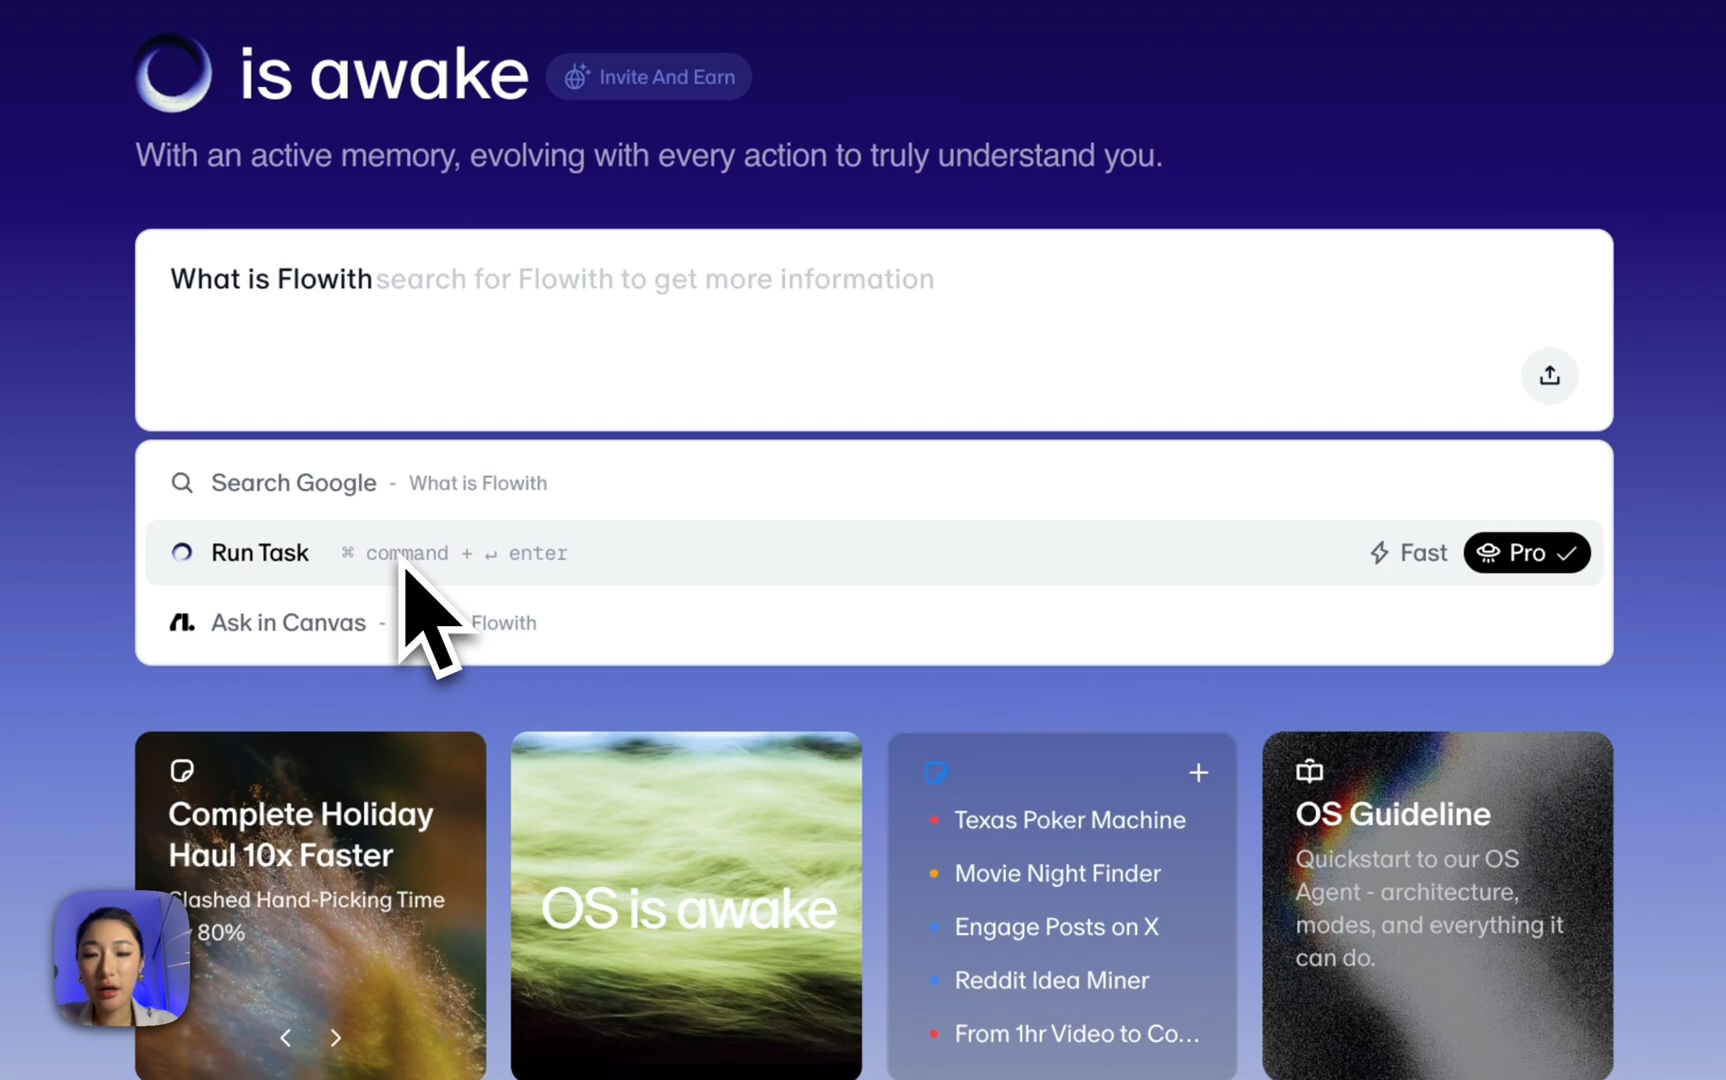 is awake
Invite And Earn
With an active memory, evolving with every action to truly understand you.
What is Flowith search for Flowith to get more information
Search Google - What is Flowith
Run Task ⌘ command + ↵ enter
Fast
Pro ✓
Ask in Canvas - Flowith
Complete Holiday
Haul 10x Faster
Slashed Hand-Picking Time
80%
OS is awake
Texas Poker Machine
Movie Night Finder
Engage Posts on X
Reddit Idea Miner
From 1hr Video to Co...
OS Guideline
Quickstart to our OS
Agent - architecture,
modes, and everything it
can do.